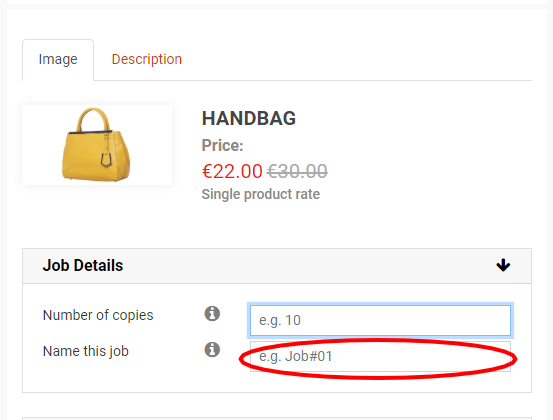 Image Description
HANDBAG
Price:
€22.00 €30.00
Single product rate
Job Details
Number of copies e.g. 10
Name this job e.g. Job#01